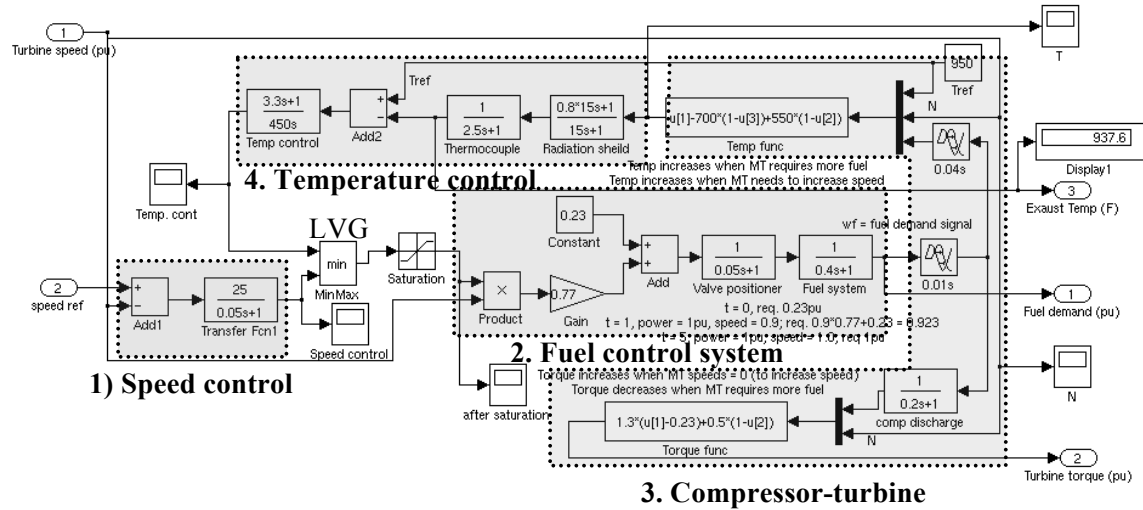 1
Turbine speed (pu)
T
950
Tref
Tref
N
3.3s+1
450s
Temp control
+
−
Add2
1
2.5s+1
Thermocouple
0.8*15s+1
15s+1
Radiation sheild
u[1]-700*(1-u[3])+550*(1-u[2])
Temp func
0.04s
937.6
Display1
4. Temperature control
Temp increases when MT requires more fuel
Temp increases when MT needs to increase speed
3
Exaust Temp (F)
Temp. cont
LVG
min
MinMax
Saturation
0.23
Constant
wf = fuel demand signal
2
speed ref
+
−
Add1
25
0.05s+1
Transfer Fcn1
Speed control
×
Product
0.77
Gain
+
+
Add
1
0.05s+1
Valve positioner
1
0.4s+1
Fuel system
0.01s
1
Fuel demand (pu)
t = 0, req. 0.23pu
t = 1, power = 1pu, speed = 0.9; req. 0.9*0.77+0.23 = 0.923
t = 5, power = 1pu, speed = 1.0; req 1pu
2. Fuel control system
1) Speed control
after saturation
Torque increases when MT speeds = 0 (to increase speed)
Torque decreases when MT requires more fuel
1
0.2s+1
comp discharge
N
N
1.3*(u[1]-0.23)+0.5*(1-u[2])
Torque func
2
Turbine torque (pu)
3. Compressor-turbine